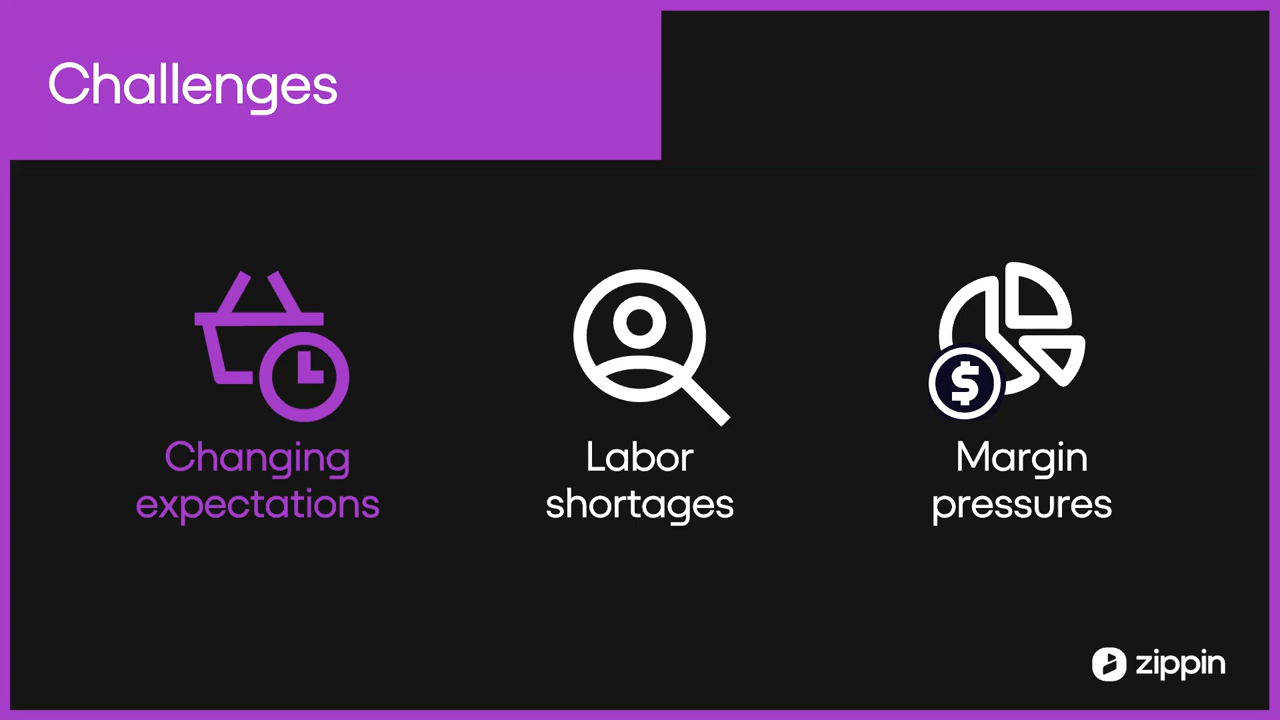 Challenges
Changing
expectations
Labor
shortages
$
Margin
pressures
zippin